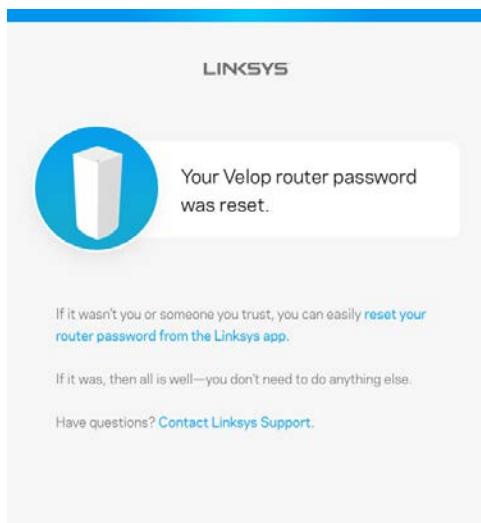 LINKSYS
Your Velop router password
was reset.
If it wasn't you or someone you trust, you can easily reset your
router password from the Linksys app.
If it was, then all is well—you don't need to do anything else.
Have questions? Contact Linksys Support.